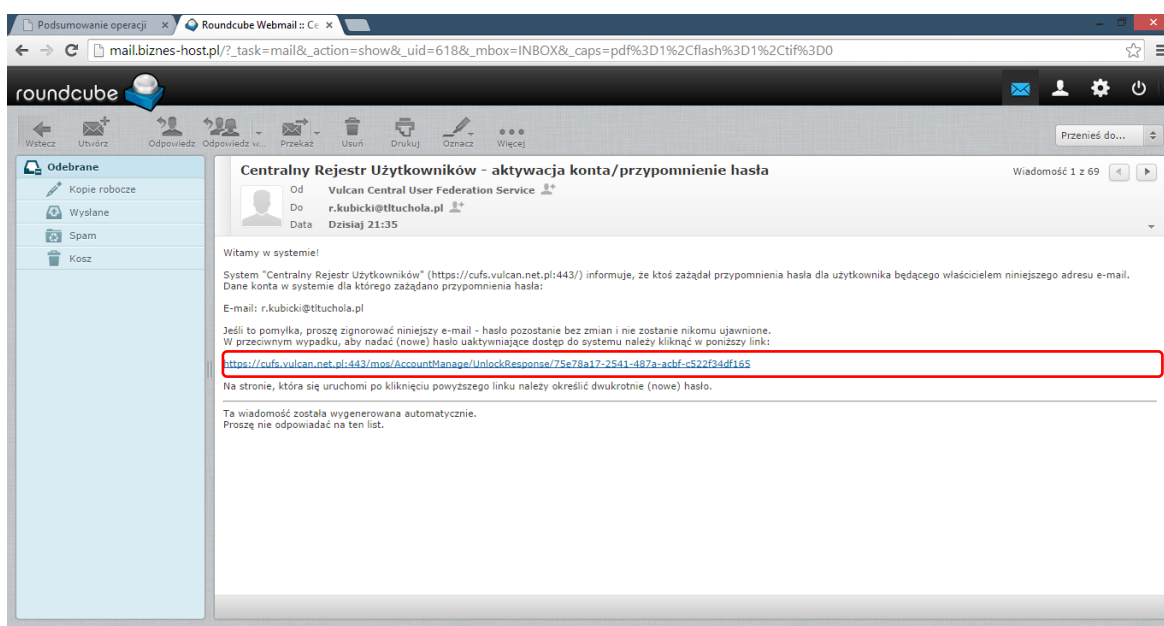 Podsumowanie operacji
Roundcube Webmail :: Ce
mail.biznes-host.pl/?_task=mail&_action=show&_uid=618&_mbox=INBOX&_caps=pdf%3D1%2Cflash%3D1%2Ctif%3D0
roundcube
Wstecz Utwórz Odpowiedz Odpowiedz w... Przekaż Usuń Drukuj Oznacz Więcej
Przenieś do...
Odebrane
Kopie robocze
Wysłane
Spam
Kosz
Centralny Rejestr Użytkowników - aktywacja konta/przypomnienie hasła
Wiadomość 1 z 69
Od Vulcan Central User Federation Service
Do r.kubicki@tltuchola.pl
Data Dzisiaj 21:35
Witamy w systemie!
System "Centralny Rejestr Użytkowników" (https://cufs.vulcan.net.pl:443/) informuje, że ktoś zażądał przypomnienia hasła dla użytkownika będącego właścicielem niniejszego adresu e-mail.
Dane konta w systemie dla którego zażądano przypomnienia hasła:
E-mail: r.kubicki@tltuchola.pl
Jeśli to pomyłka, proszę zignorować niniejszy e-mail - hasło pozostanie bez zmian i nie zostanie nikomu ujawnione.
W przeciwnym wypadku, aby nadać (nowe) hasło uaktywniające dostęp do systemu należy kliknąć w poniższy link:
https://cufs.vulcan.net.pl:443/mos/AccountManage/UnlockResponse/75e78a17-2541-487a-acbf-c522f34df165
Na stronie, która się uruchomi po kliknięciu powyższego linku należy określić dwukrotnie (nowe) hasło.
Ta wiadomość została wygenerowana automatycznie.
Proszę nie odpowiadać na ten list.